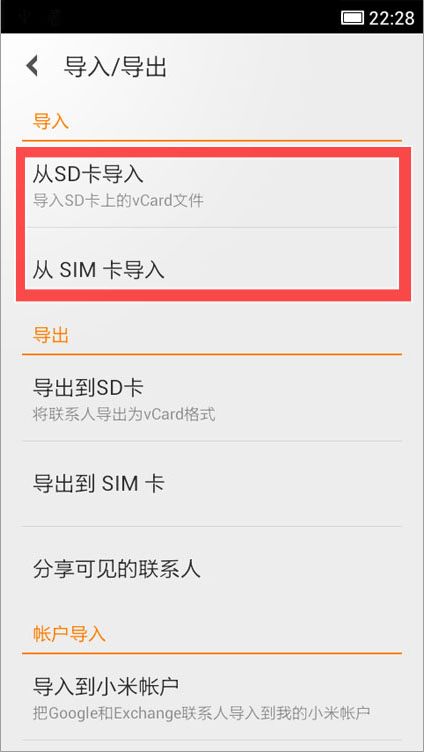 22:28
导入/导出
导入
从SD卡导入
导入SD卡上的vCard文件
从 SIM 卡导入
导出
导出到SD卡
将联系人导出为vCard格式
导出到 SIM 卡
分享可见的联系人
帐户导入
导入到小米帐户
把Google和Exchange联系人导入到我的小米帐户